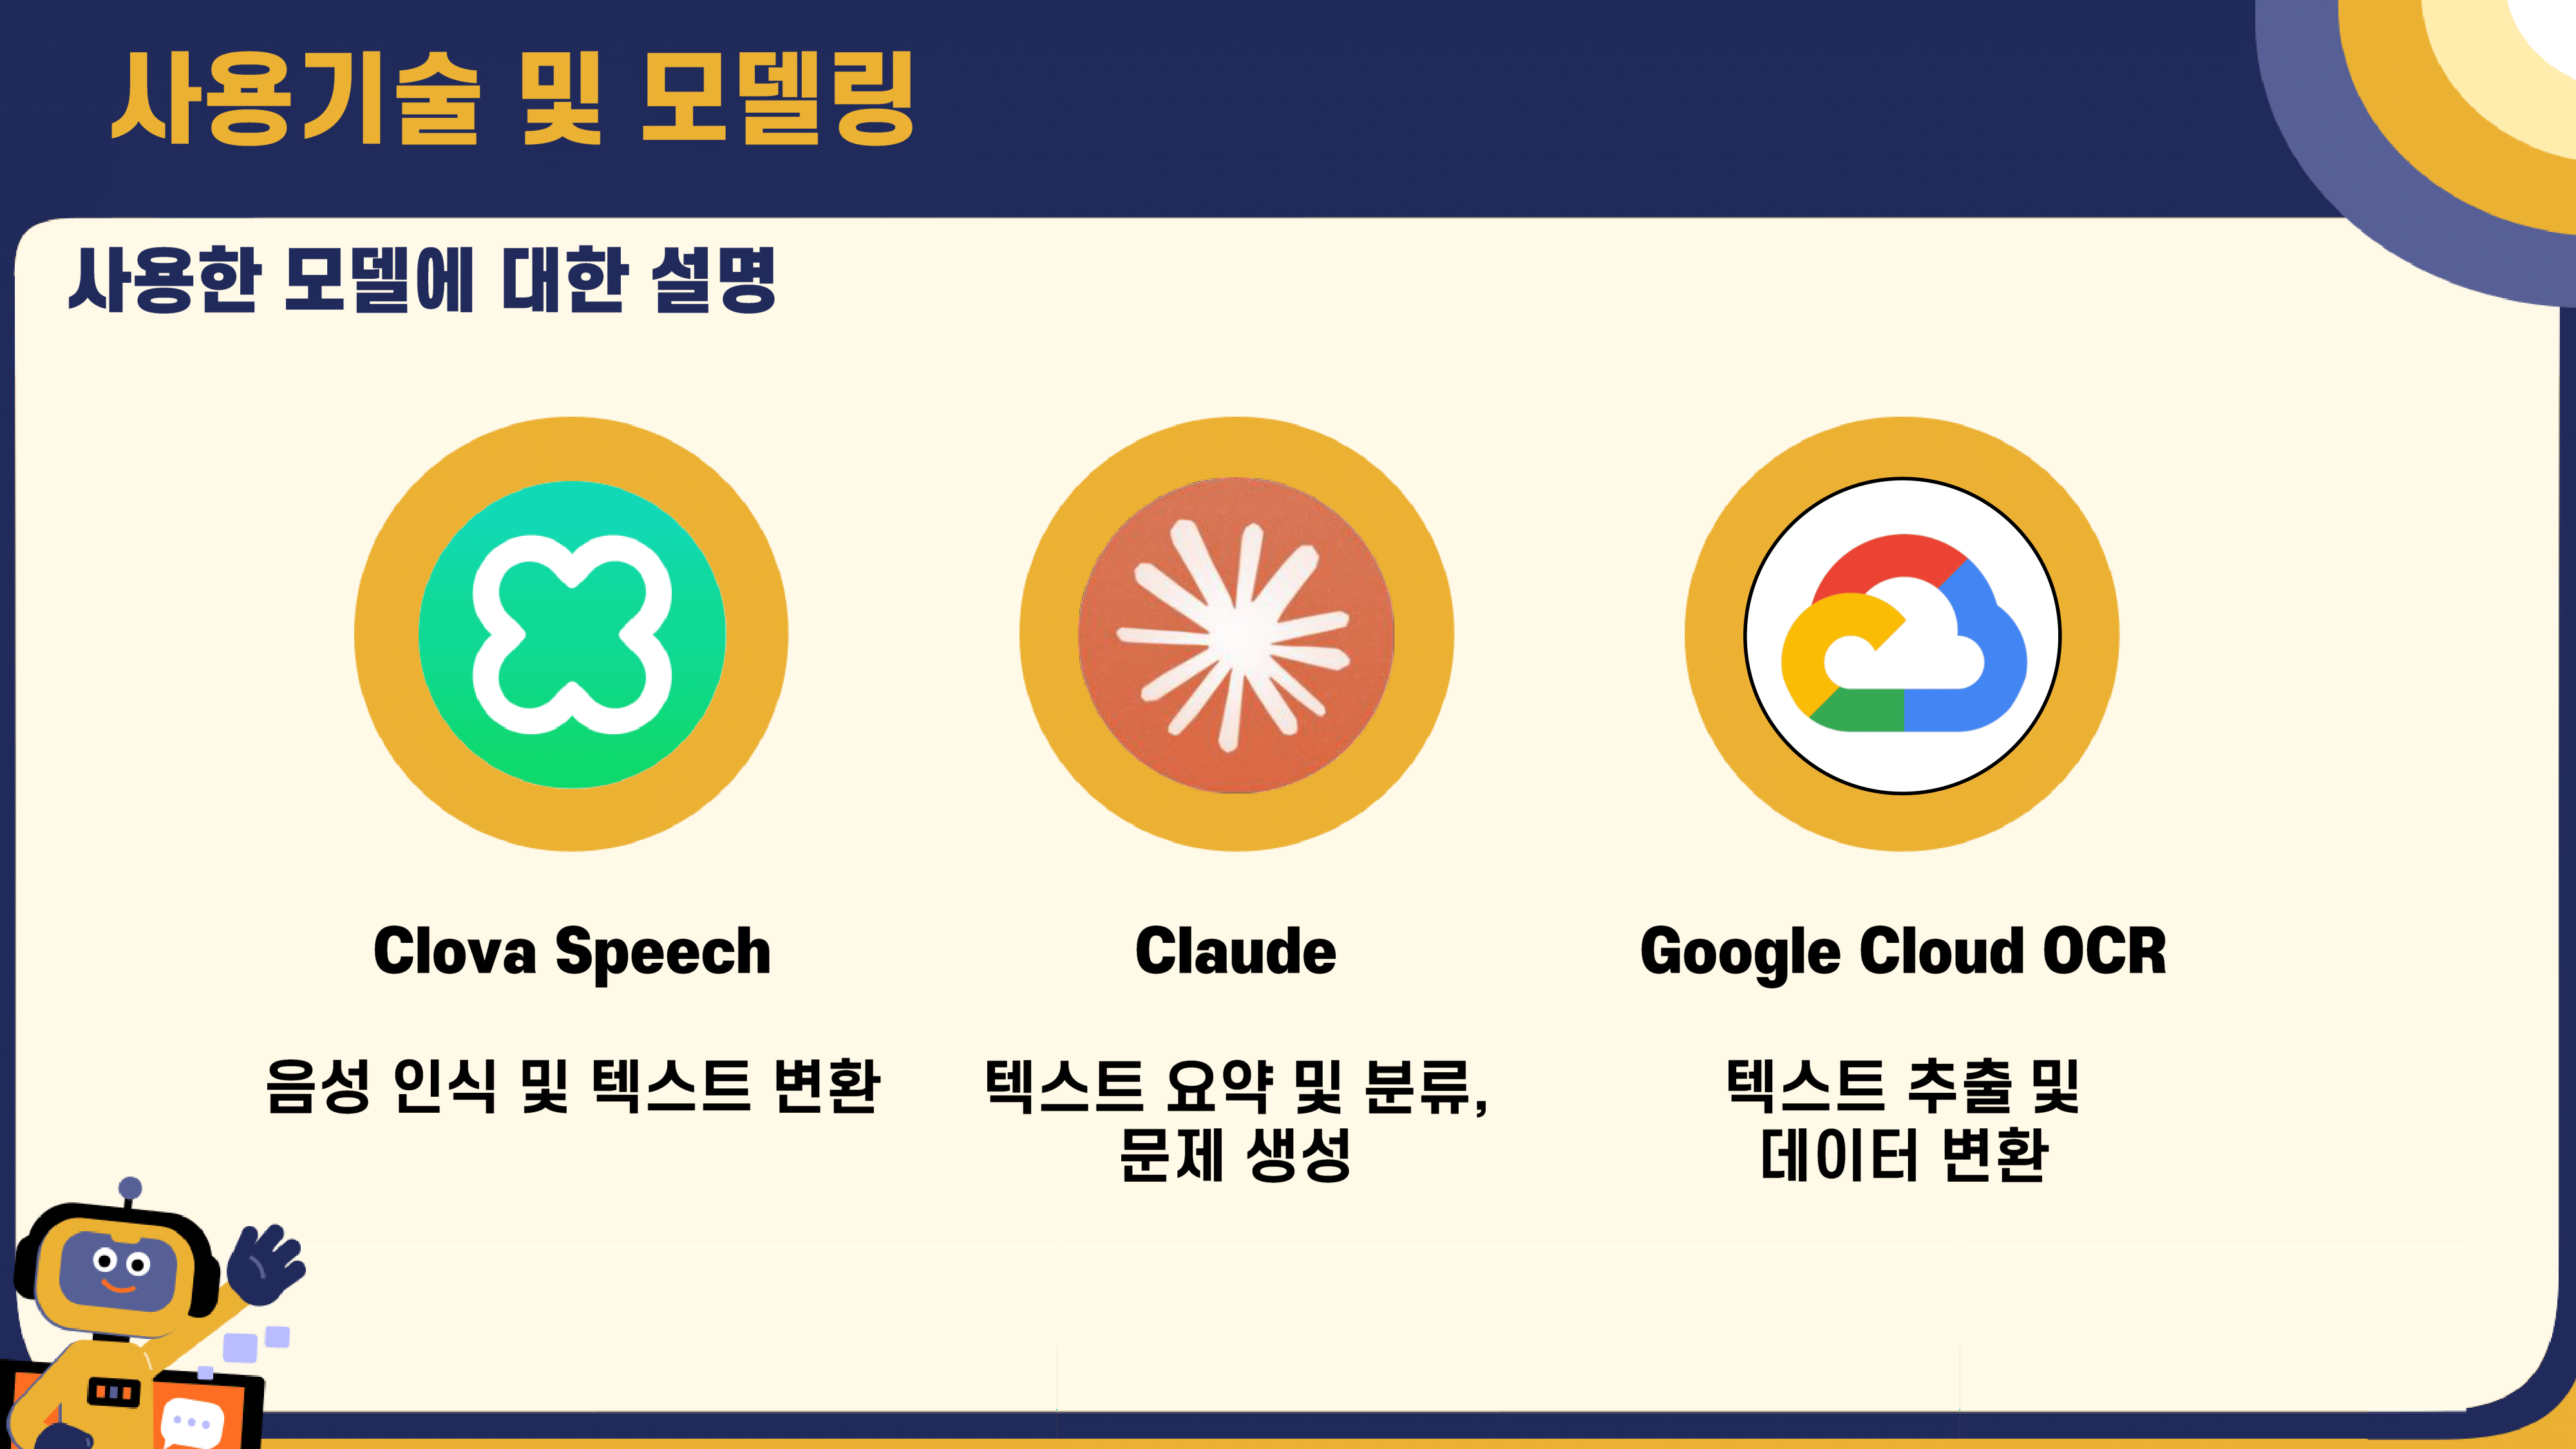 사용기술 및 모델링
사용한 모델에 대한 설명
Clova Speech
음성 인식 및 텍스트 변환
Claude
텍스트 요약 및 분류,
문제 생성
Google Cloud OCR
텍스트 추출 및
데이터 변환